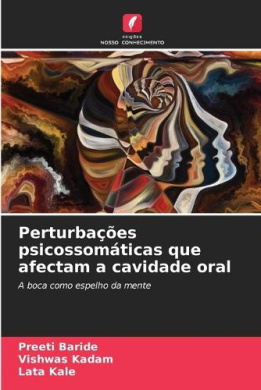 edições
NOSSO CONHECIMENTO
Perturbações
psicossomáticas que
afectam a cavidade oral
A boca como espelho da mente
Preeti Baride
Vishwas Kadam
Lata Kale